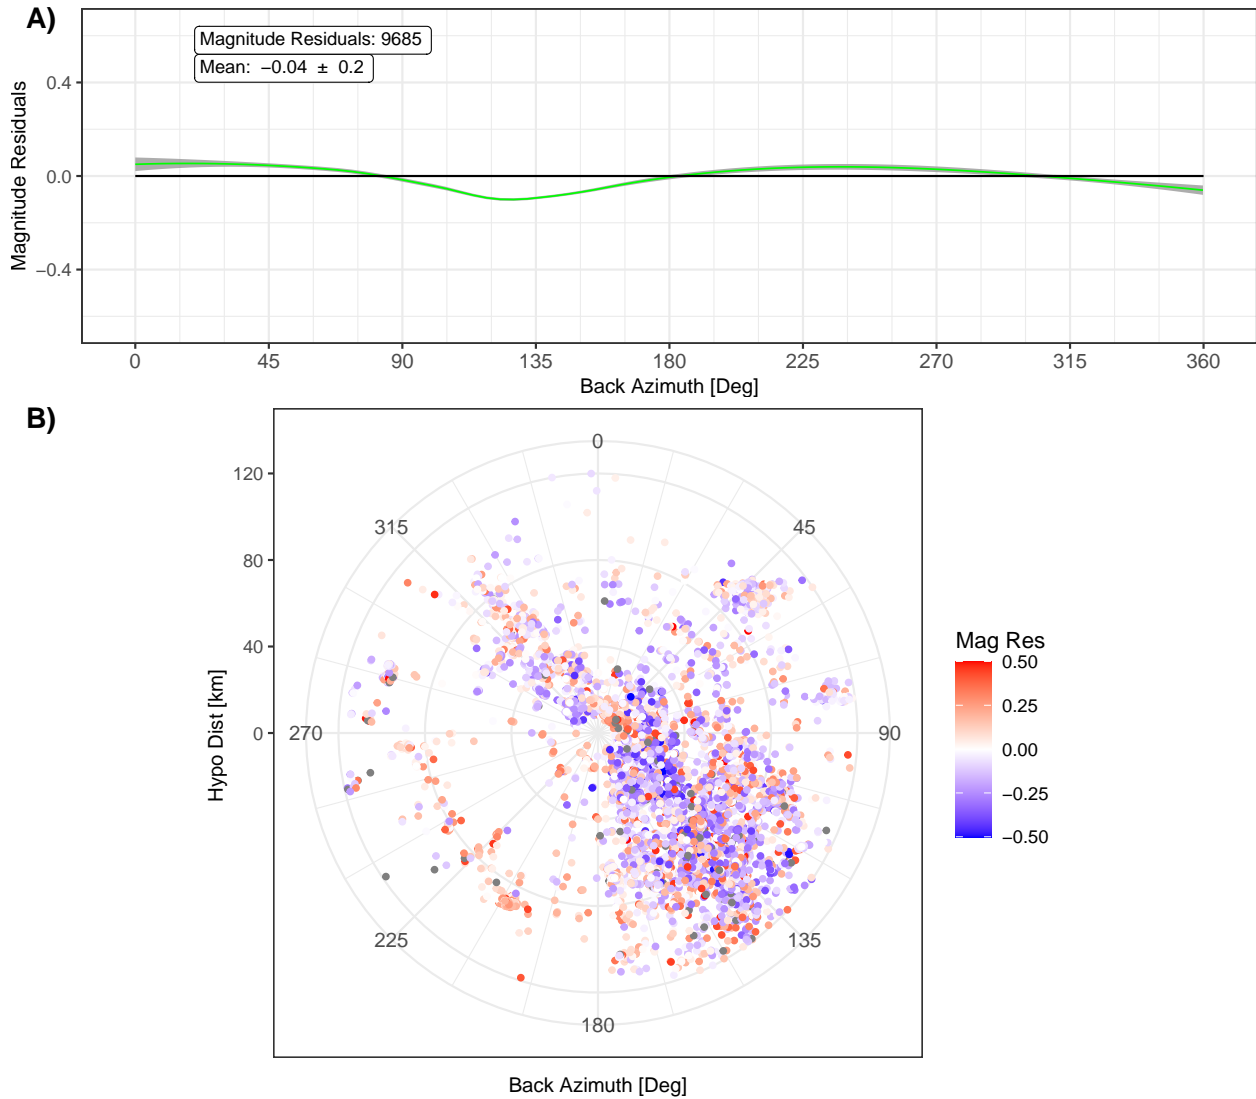 A)
Magnitude Residuals: 9685
Mean: −0.04 ± 0.2
Magnitude Residuals
0.4
0.0
−0.4
0 45 90 135 180 225 270 315 360
Back Azimuth [Deg]
B)
Hypo Dist [km]
120
80
40
0
0
45
90
135
180
225
270
315
Back Azimuth [Deg]
Mag Res
0.50
0.25
0.00
−0.25
−0.50